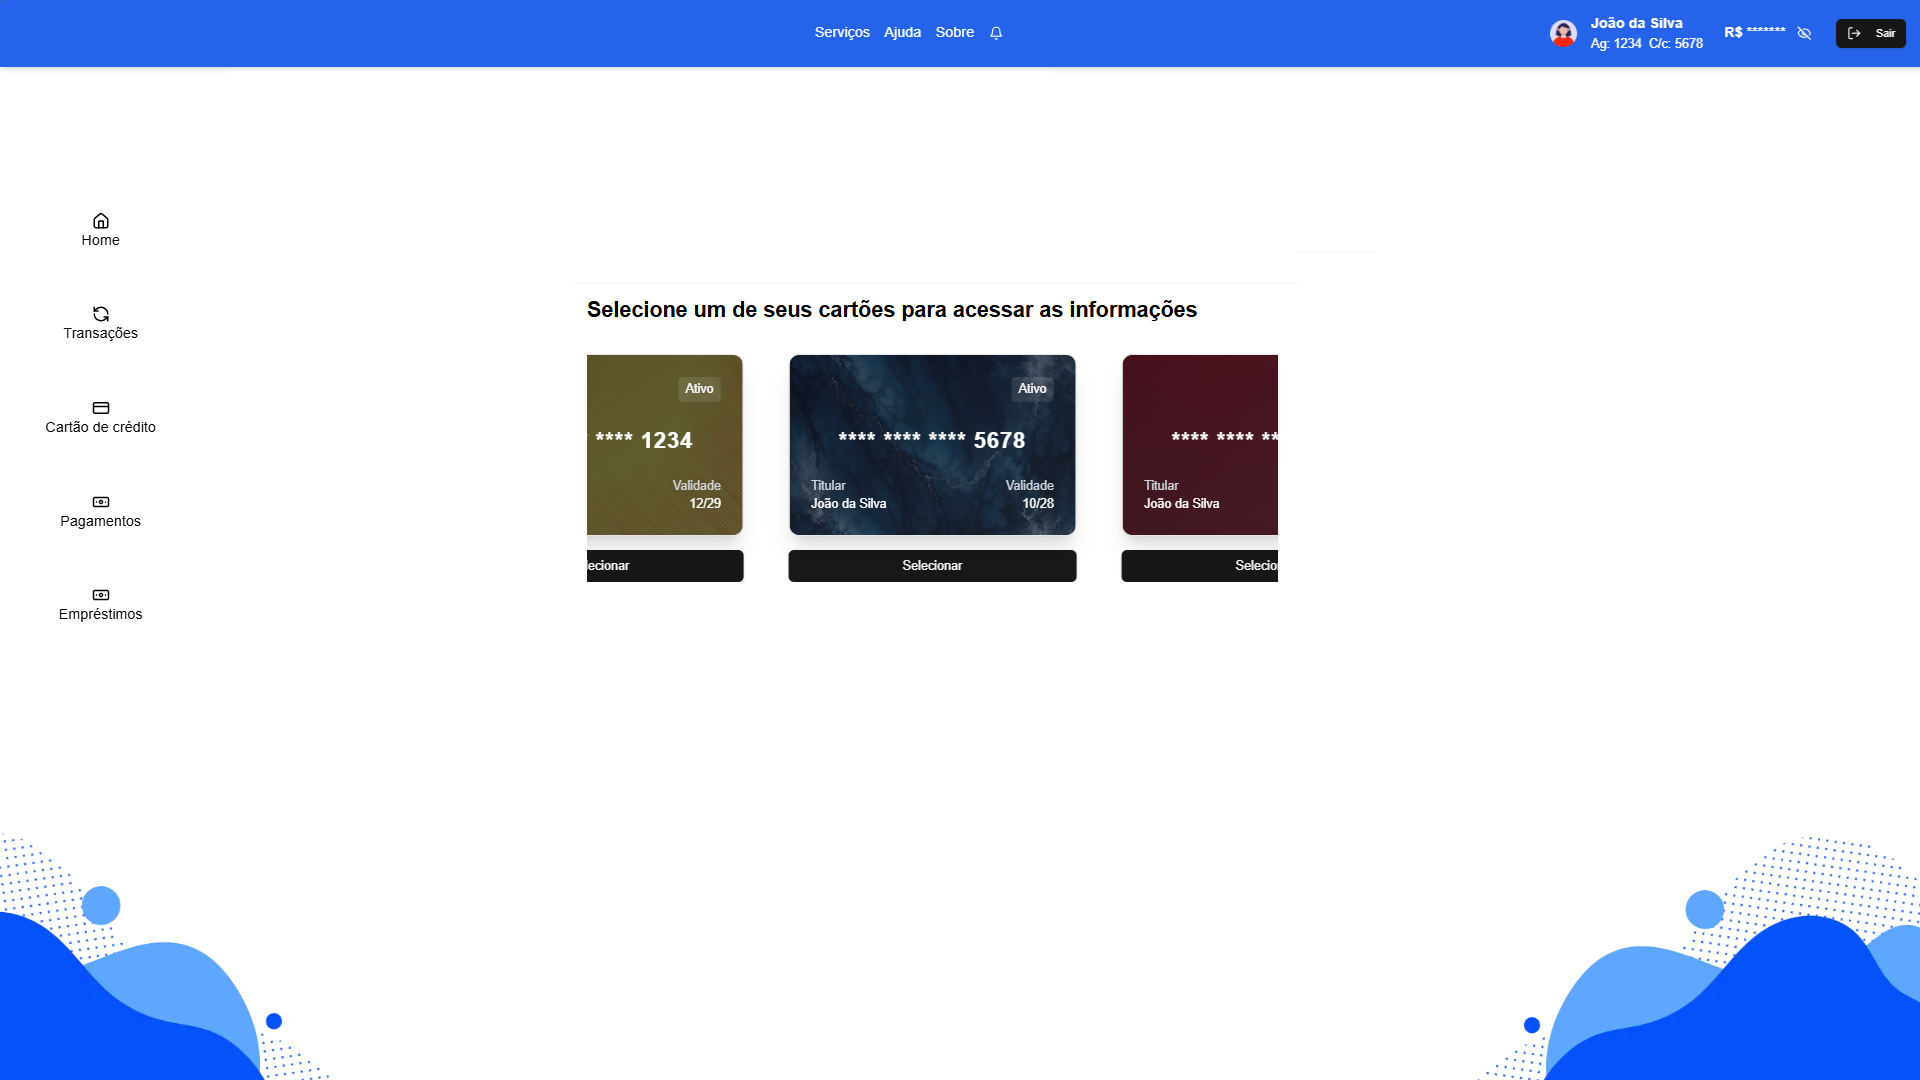 Serviços Ajuda Sobre
João da Silva
Ag: 1234 C/c: 5678
R$ *******
Sair
Home
Transações
Cartão de crédito
Pagamentos
Empréstimos
Selecione um de seus cartões para acessar as informações
Ativo
**** 1234
Validade
12/29
ecionar
Ativo
**** **** **** 5678
Titular
João da Silva
Validade
10/28
Selecionar
**** **** **
Titular
João da Silva
Selecio